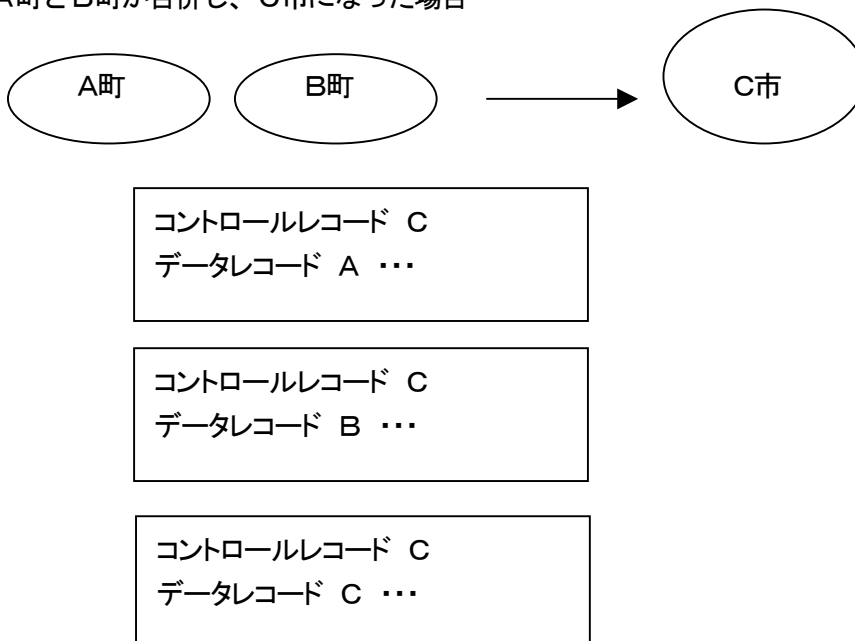 A町とB町が合併し、C市になった場合
A町 B町 C市
コントロールレコード C
データレコード A ・・・
コントロールレコード C
データレコード B ・・・
コントロールレコード C
データレコード C ・・・